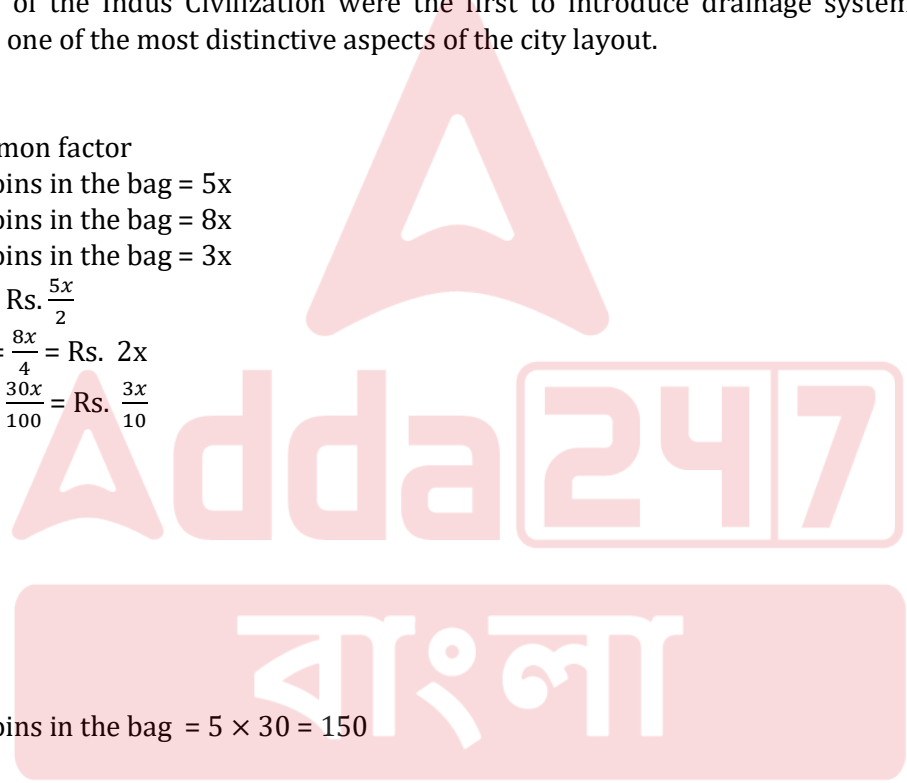 of the Indus Civilization were the first to introduce drainage system
one of the most distinctive aspects of the city layout.
mon factor
oins in the bag = 5x
oins in the bag = 8x
oins in the bag = 3x
Rs. 5x/2
= 8x/4 = Rs. 2x
30x/100 = Rs. 3x/10
Adda247
বাংলা
oins in the bag = 5 × 30 = 150